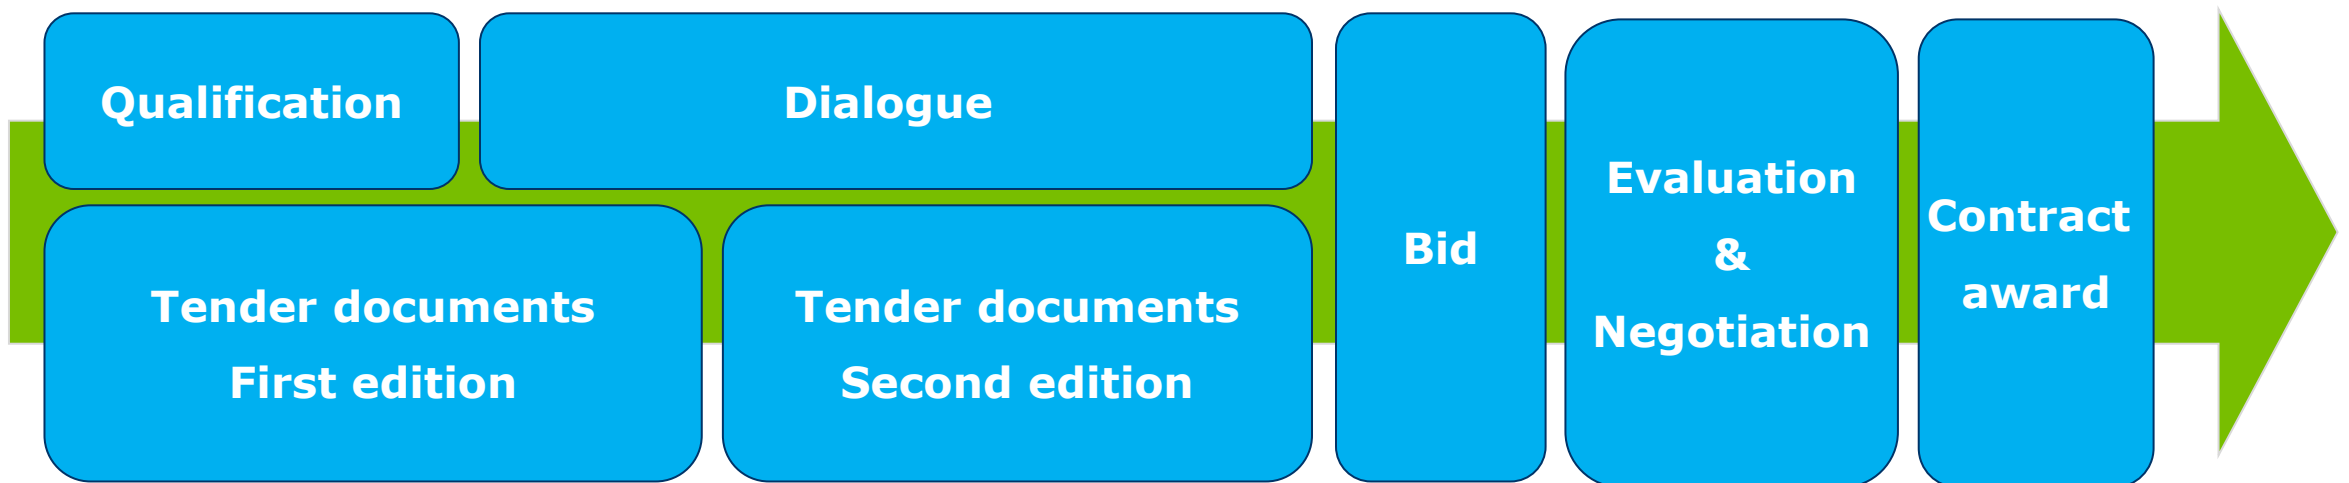 Qualification
Dialogue
Tender documents
First edition
Tender documents
Second edition
Bid
Evaluation
&
Negotiation
Contract
award